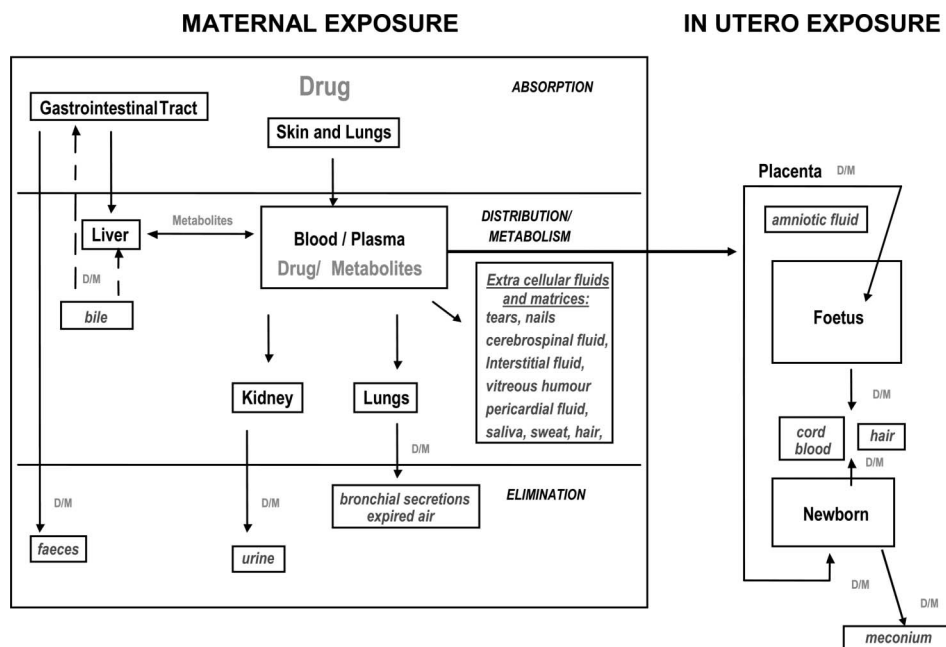 MATERNAL EXPOSURE
IN UTERO EXPOSURE
Drug
ABSORPTION
Gastrointestinal Tract
Skin and Lungs
Metabolites
Liver
Blood / Plasma
Drug/ Metabolites
DISTRIBUTION/
METABOLISM
D/M
bile
Extra cellular fluids
and matrices:
tears, nails
cerebrospinal fluid,
Interstitial fluid,
vitreous humour
pericardial fluid,
saliva, sweat, hair,
Kidney
Lungs
D/M
ELIMINATION
bronchial secretions
expired air
D/M
faeces
D/M
urine
Placenta
D/M
amniotic fluid
Foetus
D/M
cord
blood
hair
D/M
Newborn
D/M
D/M
meconium